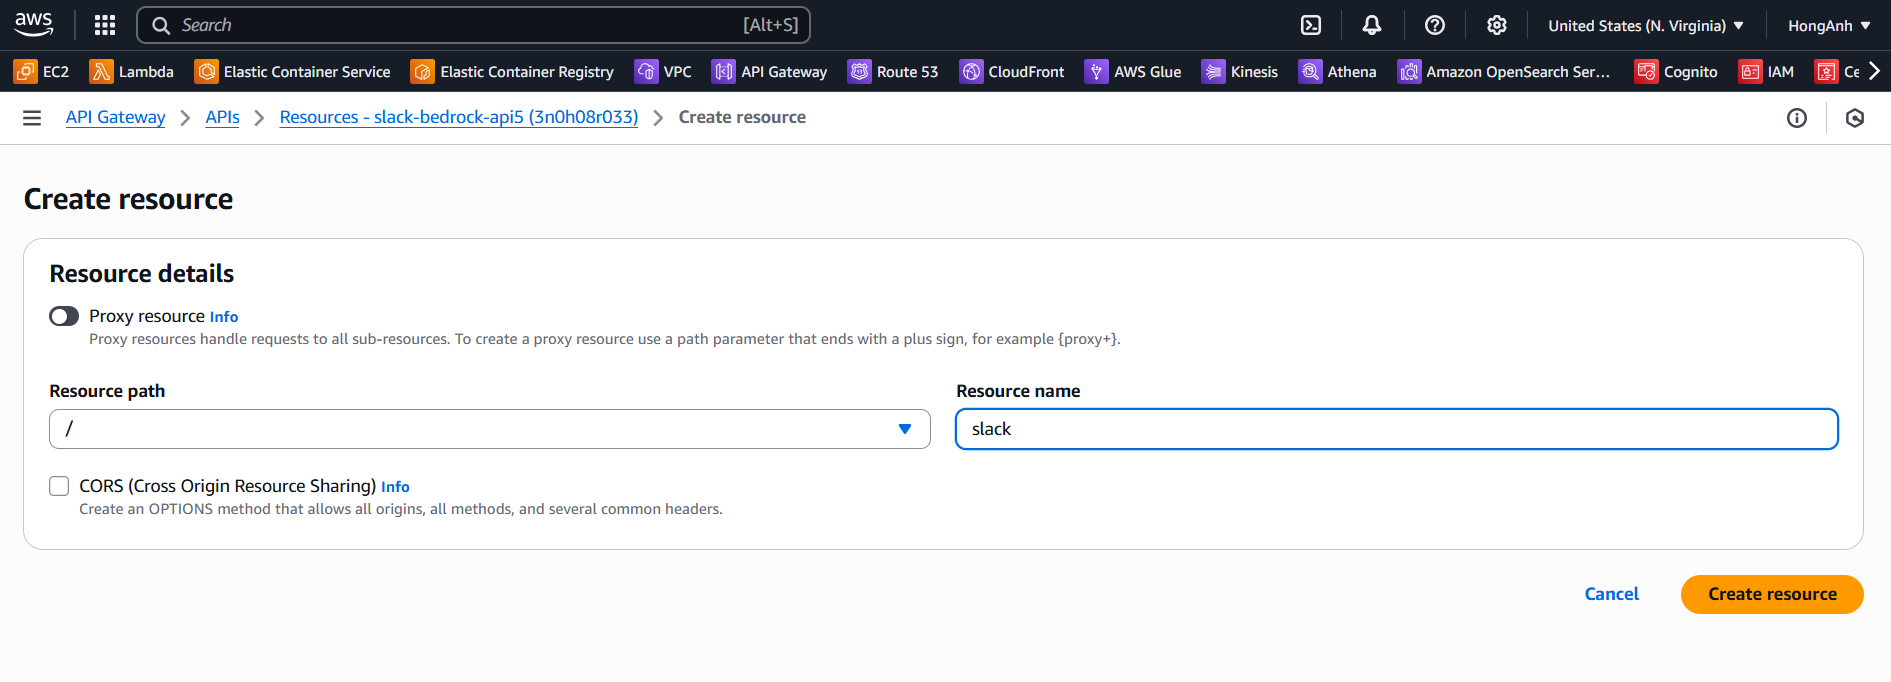 aws Search [Alt+S] United States (N. Virginia) HongAnh
EC2 Lambda Elastic Container Service Elastic Container Registry VPC API Gateway Route 53 CloudFront AWS Glue Kinesis Athena Amazon OpenSearch Ser... Cognito IAM Ce
API Gateway APIs Resources - slack-bedrock-api5 (3n0h08r033) Create resource
Create resource
Resource details
Proxy resource Info
Proxy resources handle requests to all sub-resources. To create a proxy resource use a path parameter that ends with a plus sign, for example {proxy+}.
Resource path Resource name
/ slack
CORS (Cross Origin Resource Sharing) Info
Create an OPTIONS method that allows all origins, all methods, and several common headers.
Cancel Create resource